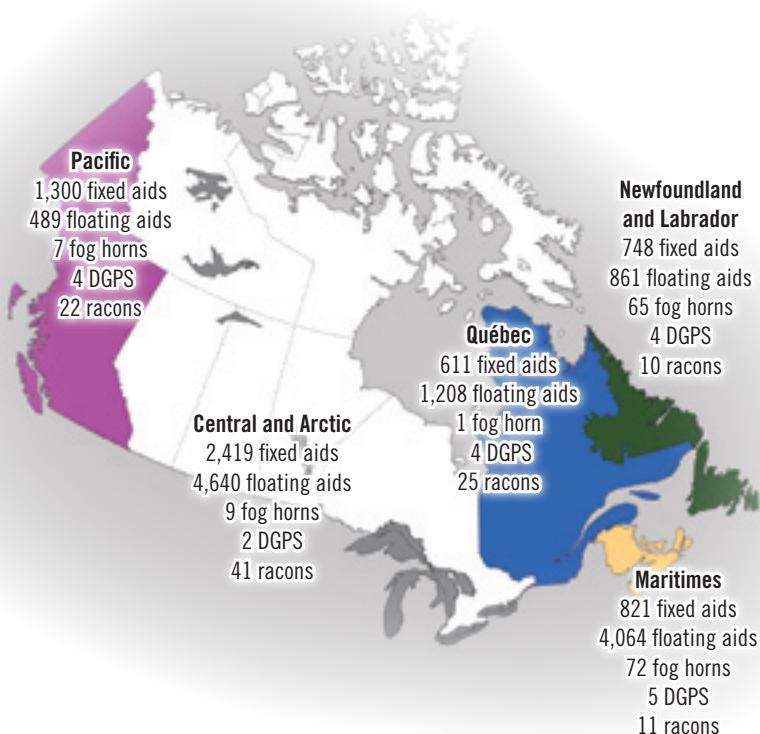 Pacific
1,300 fixed aids
489 floating aids
7 fog horns
4 DGPS
22 racons
Newfoundland
and Labrador
748 fixed aids
861 floating aids
65 fog horns
4 DGPS
10 racons
Québec
611 fixed aids
1,208 floating aids
1 fog horn
4 DGPS
25 racons
Central and Arctic
2,419 fixed aids
4,640 floating aids
9 fog horns
2 DGPS
41 racons
Maritimes
821 fixed aids
4,064 floating aids
72 fog horns
5 DGPS
11 racons